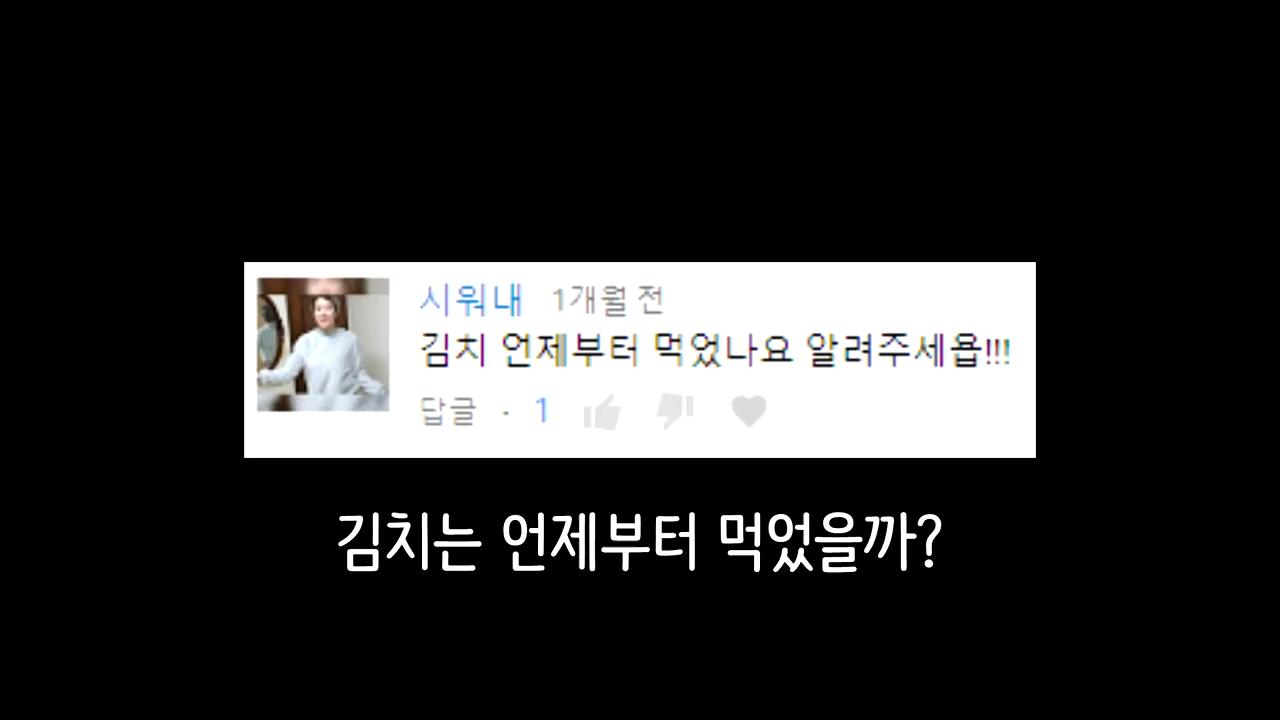 시워내 1개월 전
김치 언제부터 먹었나요 알려주세욥!!!
답글 · 1
김치는 언제부터 먹었을까?